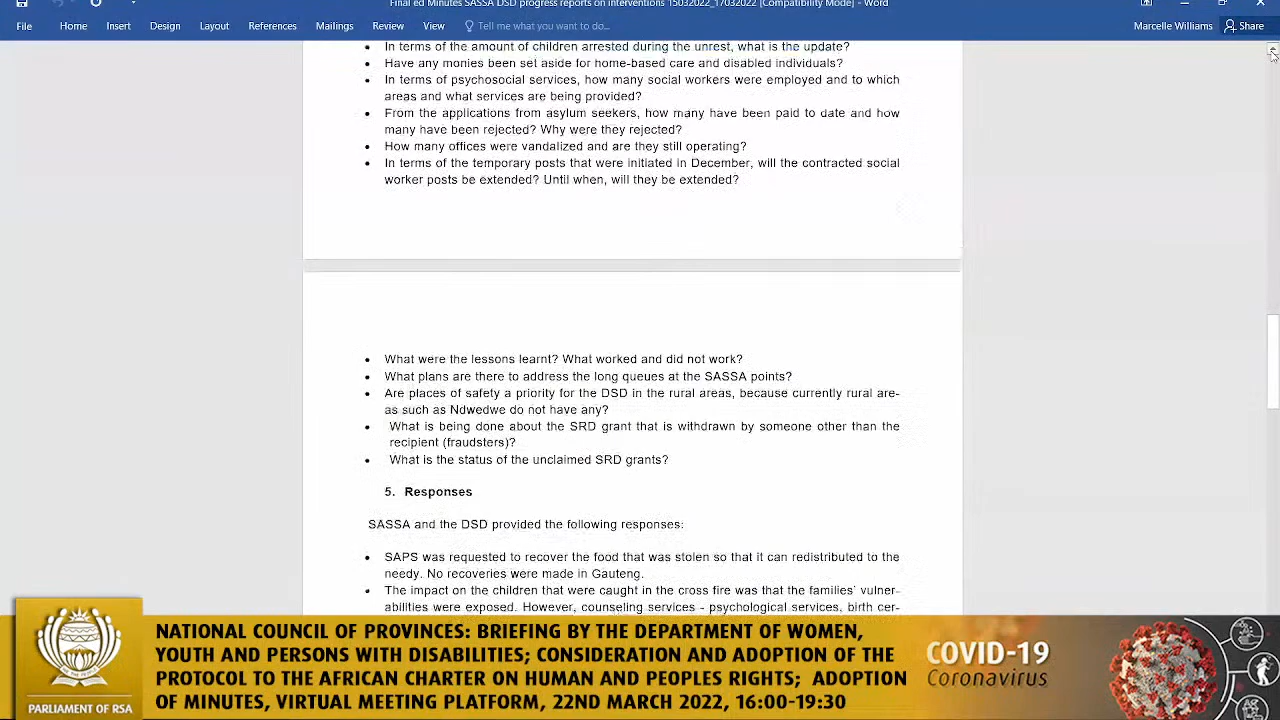 Final ed Minutes SASSA DSD progress reports on interventions 15032022_17032022 [Compatibility Mode] - Word
File Home Insert Design Layout References Mailings Review View Tell me what you want to do... Marcelle Williams Share
• In terms of the amount of children arrested during the unrest, what is the update?
• Have any monies been set aside for home-based care and disabled individuals?
• In terms of psychosocial services, how many social workers were employed and to which
areas and what services are being provided?
• From the applications from asylum seekers, how many have been paid to date and how
many have been rejected? Why were they rejected?
• How many offices were vandalized and are they still operating?
• In terms of the temporary posts that were initiated in December, will the contracted social
worker posts be extended? Until when, will they be extended?
• What were the lessons learnt? What worked and did not work?
• What plans are there to address the long queues at the SASSA points?
• Are places of safety a priority for the DSD in the rural areas, because currently rural are-
as such as Ndwedwe do not have any?
• What is being done about the SRD grant that is withdrawn by someone other than the
recipient (fraudsters)?
• What is the status of the unclaimed SRD grants?
5. Responses
SASSA and the DSD provided the following responses:
• SAPS was requested to recover the food that was stolen so that it can redistributed to the
needy. No recoveries were made in Gauteng.
• The impact on the children that were caught in the cross fire was that the families' vulner-
abilities were exposed. However, counseling services - psychological services, birth cer-
NATIONAL COUNCIL OF PROVINCES: BRIEFING BY THE DEPARTMENT OF WOMEN,
YOUTH AND PERSONS WITH DISABILITIES; CONSIDERATION AND ADOPTION OF THE
PROTOCOL TO THE AFRICAN CHARTER ON HUMAN AND PEOPLES RIGHTS; ADOPTION
OF MINUTES, VIRTUAL MEETING PLATFORM, 22ND MARCH 2022, 16:00-19:30
PARLIAMENT OF RSA
COVID-19
Coronavirus